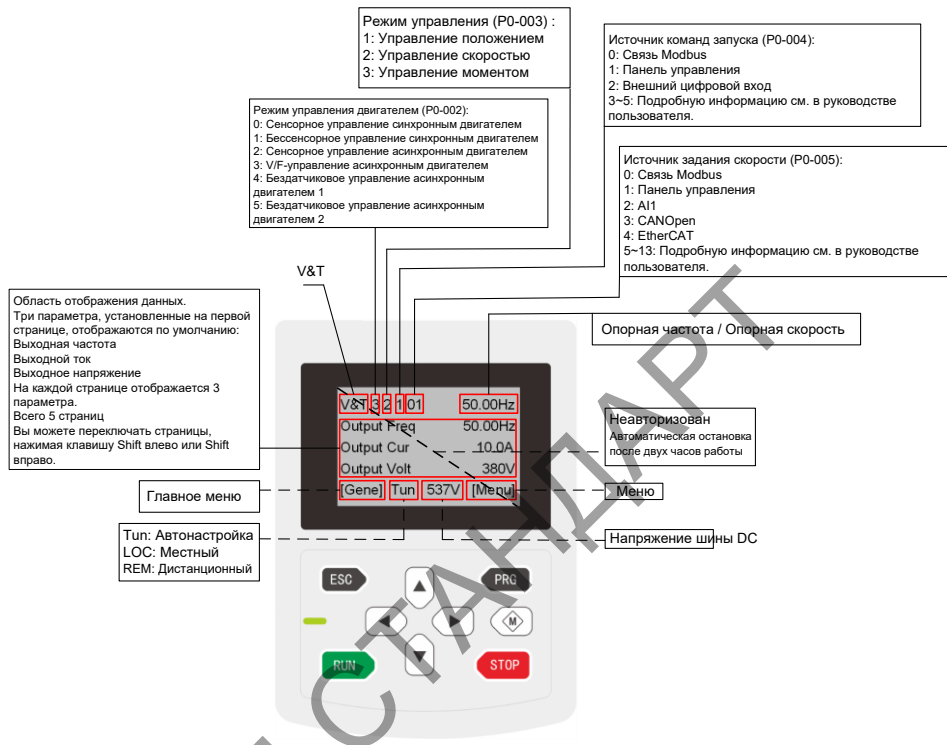 Режим управления (P0-003) :
1: Управление положением
2: Управление скоростью
3: Управление моментом
Источник команд запуска (P0-004):
0: Связь Modbus
1: Панель управления
2: Внешний цифровой вход
3~5: Подробную информацию см. в руководстве
пользователя.
Режим управления двигателем (P0-002):
0: Сенсорное управление синхронным двигателем
1: Бессенсорное управление синхронным двигателем
2: Сенсорное управление асинхронным двигателем
3: V/F-управление асинхронным двигателем
4: Бездатчиковое управление асинхронным
двигателем 1
5: Бездатчиковое управление асинхронным
двигателем 2
Источник задания скорости (P0-005):
0: Связь Modbus
1: Панель управления
2: AI1
3: CANOpen
4: EtherCAT
5~13: Подробную информацию см. в руководстве
пользователя.
V&T
Область отображения данных.
Три параметра, установленные на первой
странице, отображаются по умолчанию:
Выходная частота
Выходной ток
Выходное напряжение
На каждой странице отображается 3
параметра.
Всего 5 страниц
Вы можете переключать страницы,
нажимая клавишу Shift влево или Shift
вправо.
Опорная частота / Опорная скорость
V&T 3 2 1 01 50.00Hz
Output Freq 50.00Hz
Output Cur 10.0A
Output Volt 380V
[Gene] Tun 537V [Menu]
Неавторизован
Автоматическая остановка
после двух часов работы
Главное меню
Меню
Tun: Автонастройка
LOC: Местный
REM: Дистанционный
Напряжение шины DC
ESC
PRG
M
RUN
STOP
СТАНДАРТ